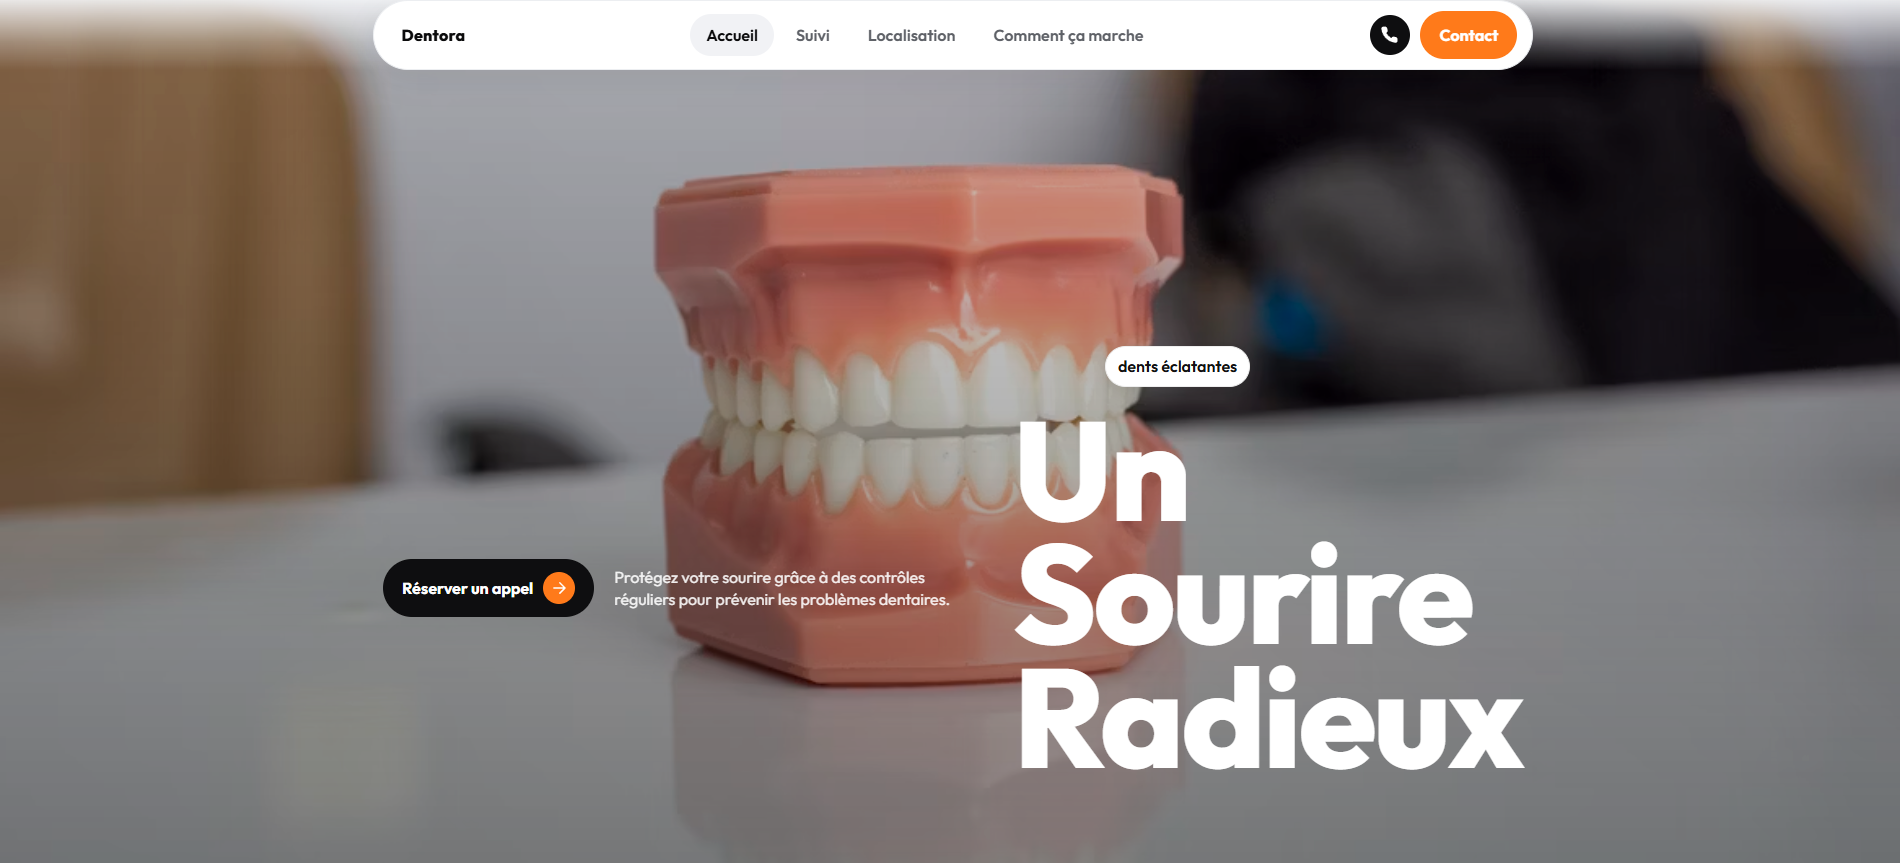 Dentora
Accueil
Suivi
Localisation
Comment ça marche
Contact
dents éclatantes
Un
Sourire
Radieux
Réserver un appel
Protégez votre sourire grâce à des contrôles
réguliers pour prévenir les problèmes dentaires.